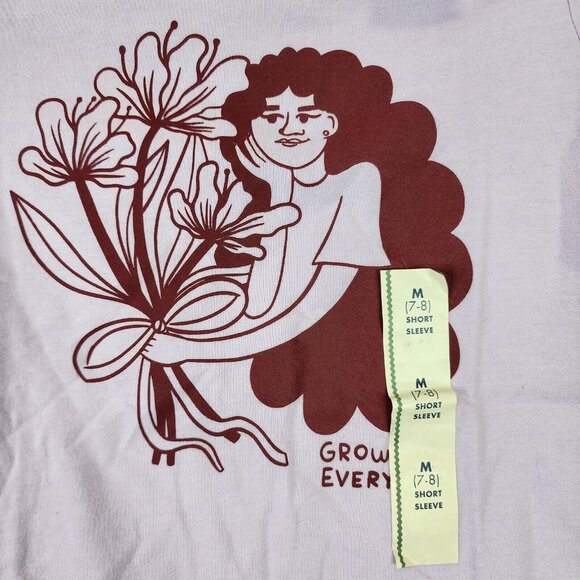 GROW
EVERY
M
(7-8)
SHORT
SLEEVE
M
(7-8)
SHORT
SLEEVE
M
(7-8)
SHORT
SLEEVE